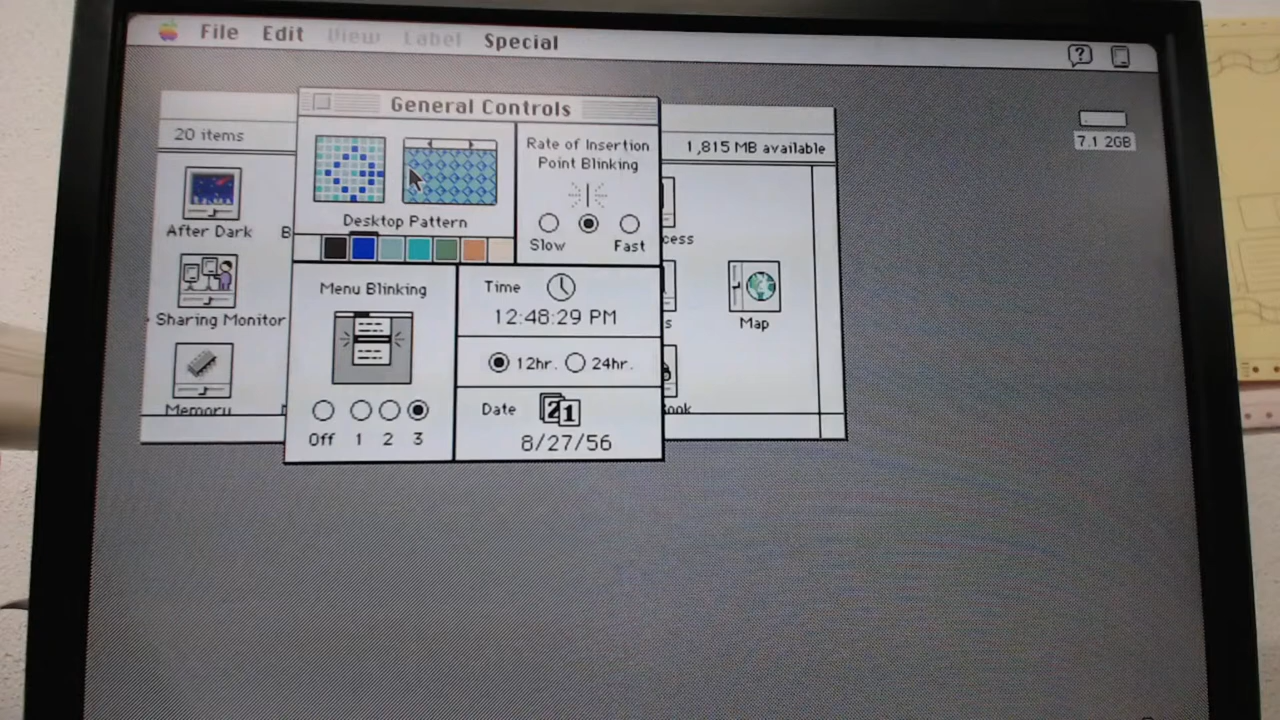 File Edit View Label Special
7.1 2GB
20 items
1,815 MB available
After Dark
Sharing Monitor
Memory
Map
General Controls
Desktop Pattern
Rate of Insertion
Point Blinking
Slow
Fast
Menu Blinking
Off 1 2 3
Time
12:48:29 PM
12hr. 24hr.
Date
21
8/27/56